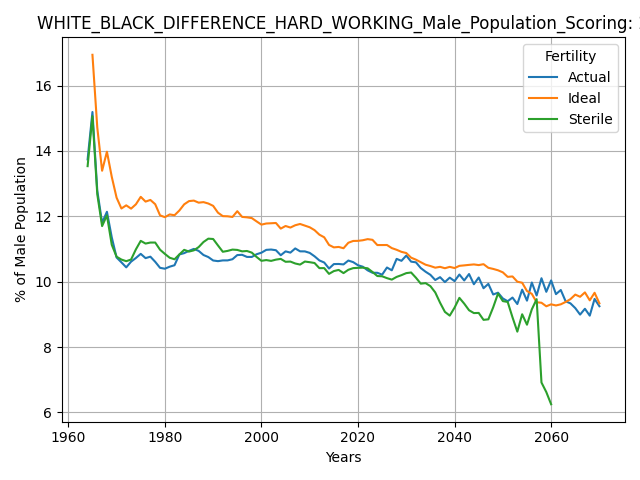 WHITE_BLACK_DIFFERENCE_HARD_WORKING_Male_Population_Scoring:
Fertility
Actual
Ideal
Sterile
% of Male Population
16
14
12
10
8
6
1960 1980 2000 2020 2040 2060
Years